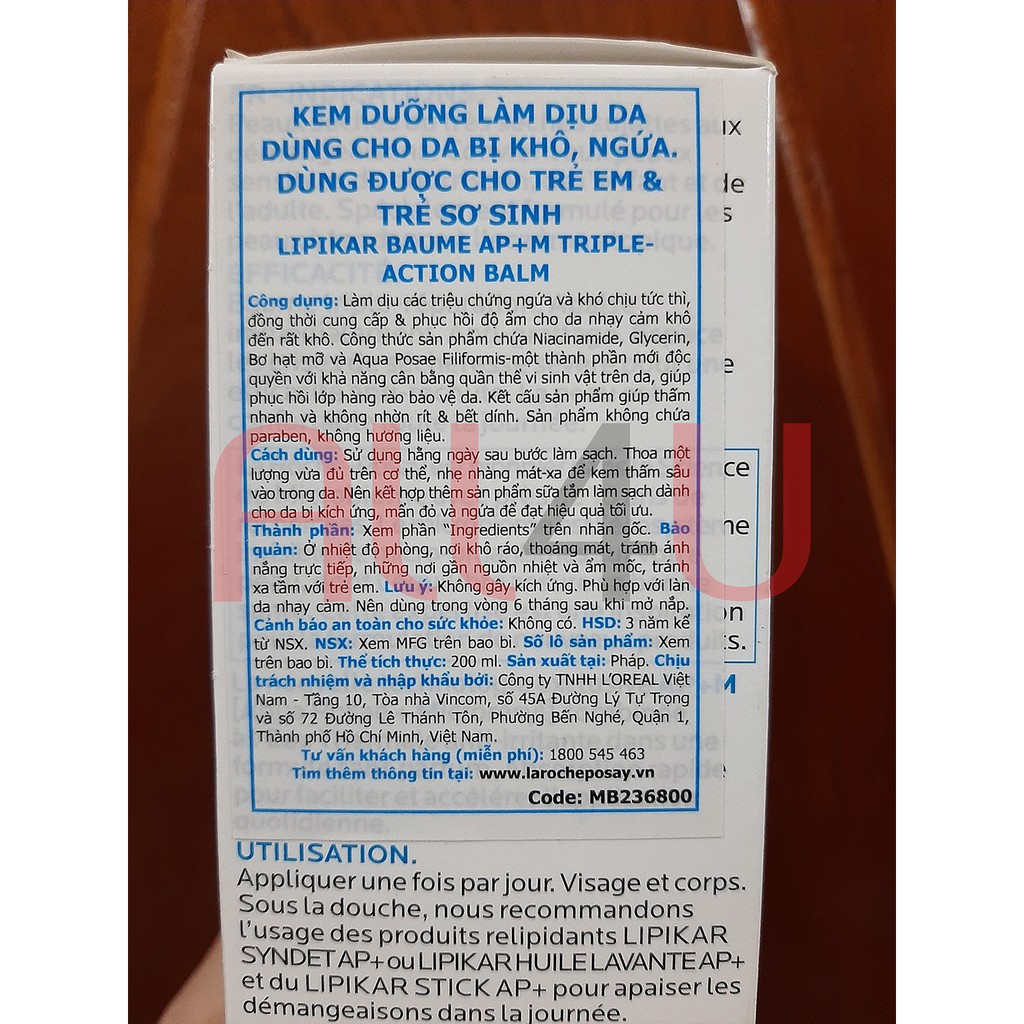 KEM DƯỠNG LÀM DỊU DA
DÙNG CHO DA BỊ KHÔ, NGỨA.
DÙNG ĐƯỢC CHO TRẺ EM &
TRẺ SƠ SINH
LIPIKAR BAUME AP+M TRIPLE-
ACTION BALM
Công dụng: Làm dịu các triệu chứng ngứa và khó chịu tức thì,
đồng thời cung cấp & phục hồi độ ẩm cho da nhạy cảm khô
đến rất khô. Công thức sản phẩm chứa Niacinamide, Glycerin,
Bơ hạt mỡ và Aqua Posae Filiformis-một thành phần mới độc
quyền với khả năng cân bằng quần thể vi sinh vật trên da, giúp
phục hồi lớp hàng rào bảo vệ da. Kết cấu sản phẩm giúp thấm
nhanh và không nhờn rít & bết dính. Sản phẩm không chứa
paraben, không hương liệu.
Cách dùng: Sử dụng hằng ngày sau bước làm sạch. Thoa một
lượng vừa đủ trên cơ thể, nhẹ nhàng mát-xa để kem thấm sâu
vào trong da. Nên kết hợp thêm sản phẩm sữa tắm làm sạch dành
cho da bị kích ứng, mẩn đỏ và ngứa để đạt hiệu quả tối ưu.
Thành phần: Xem phần "Ingredients" trên nhãn gốc. Bảo
quản: Ở nhiệt độ phòng, nơi khô ráo, thoáng mát, tránh ánh
nắng trực tiếp, những nơi gần nguồn nhiệt và ẩm mốc, tránh
xa tầm với trẻ em. Lưu ý: Không gây kích ứng. Phù hợp với làn
da nhạy cảm. Nên dùng trong vòng 6 tháng sau khi mở nắp.
Cảnh báo an toàn cho sức khỏe: Không có. HSD: 3 năm kể
từ NSX. NSX: Xem MFG trên bao bì. Số lô sản phẩm: Xem
trên bao bì. Thể tích thực: 200 ml. Sản xuất tại: Pháp. Chịu
trách nhiệm và nhập khẩu bởi: Công ty TNHH L'OREAL Việt
Nam - Tầng 10, Tòa nhà Vincom, số 45A Đường Lý Tự Trọng
và số 72 Đường Lê Thánh Tôn, Phường Bến Nghé, Quận 1,
Thành phố Hồ Chí Minh, Việt Nam.
Tư vấn khách hàng (miễn phí): 1800 545 463
Tìm thêm thông tin tại: www.larocheposay.vn
Code: MB236800
ALL4U
UTILISATION.
Appliquer une fois par jour. Visage et corps.
Sous la douche, nous recommandons
l'usage des produits relipidants LIPIKAR
SYNDET AP+ ou LIPIKAR HUILE LAVANTE AP+
et du LIPIKAR STICK AP+ pour apaiser les
démangeaisons dans la journée.